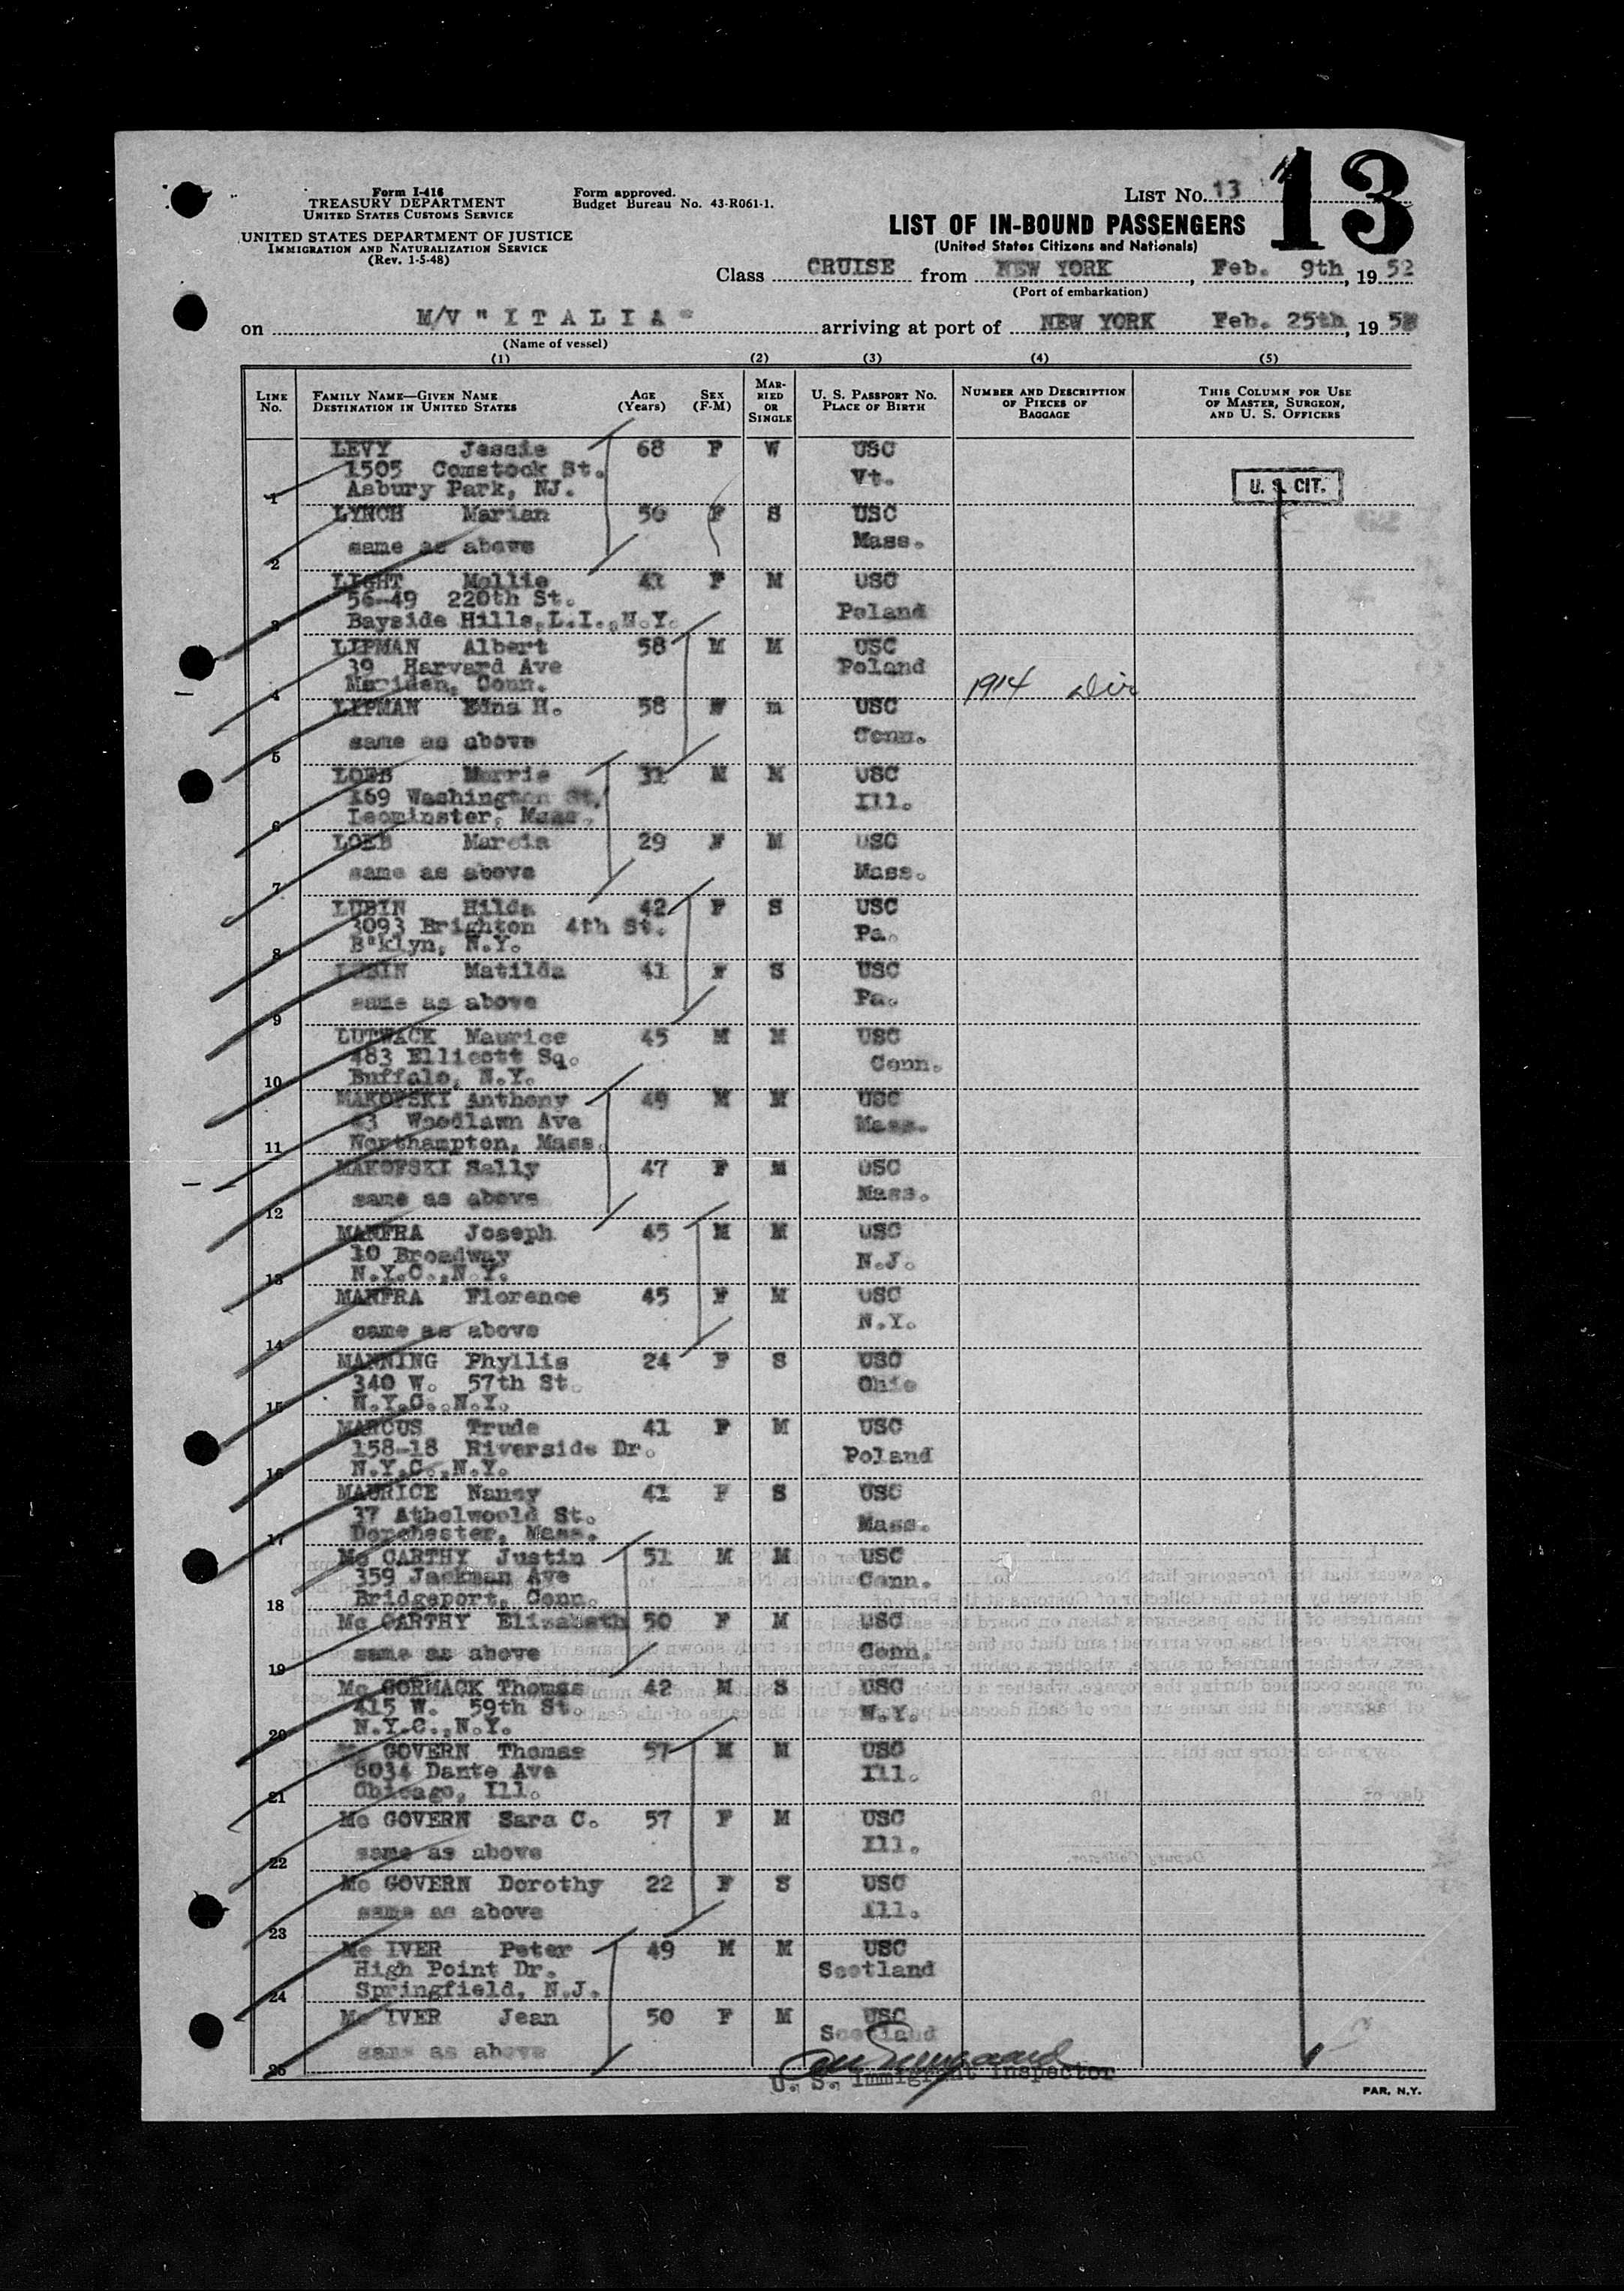 Form I-416
TREASURY DEPARTMENT
UNITED STATES CUSTOMS SERVICE
UNITED STATES DEPARTMENT OF JUSTICE
IMMIGRATION AND NATURALIZATION SERVICE
(Rev. 1-5-48)
Form approved.
Budget Bureau No. 43-R061-1.
LIST No. 13
13
LIST OF IN-BOUND PASSENGERS
(United States Citizens and Nationals)
Class CRUISE from NEW YORK, Feb. 9th, 1952
(Port of embarkation)
on M/V "ITALIA" arriving at port of NEW YORK Feb. 25th, 195
(Name of vessel)
(1) (2) (3) (4) (5)
LINE No. FAMILY NAME—GIVEN NAME DESTINATION IN UNITED STATES AGE (Years) SEX (F-M) MARRIED OR SINGLE U. S. PASSPORT NO. PLACE OF BIRTH NUMBER AND DESCRIPTION OF PIECES OF BAGGAGE THIS COLUMN FOR USE OF MASTER, SURGEON, AND U. S. OFFICERS
LEVY Jessie 68 F W USC
1505 Comstock St. Vt.
1 Asbury Park, NJ. U. S. CIT.
LYNCH Marian 56 F S USC
2 same as above Mass.
LIGHT Mollie 41 F M USC
56-49 220th St. Poland
3 Bayside Hills, L.I., N.Y.
LIPMAN Albert 58 M M USC
39 Harvard Ave Poland
4 Meriden, Conn. 1914
LIPMAN Edna H. 58 F m USC
5 same as above Conn.
LOEB Morris 31 M M USC
169 Washington St, Ill.
6 Leominster, Mass.
LOEB Marcia 29 F M USC
7 same as above Mass.
LUBIN Hilda 42 F S USC
3093 Brighton 4th St. Pa.
8 B'klyn, N.Y.
LUBIN Matilda 41 F S USC
9 same as above Pa.
LUTWACK Maurice 45 M M USC
483 Ellicott Sq. Conn.
10 Buffalo, N.Y.
MAKOFSKI Anthony 49 M M USC
43 Woodlawn Ave Mass.
11 Northampton, Mass.
MAKOFSKI Sally 47 F M USC
12 same as above Mass.
MANFRA Joseph 45 M M USC
10 Broadway N.J.
13 N.Y.C., N.Y.
MANFRA Florence 45 F M USC
14 same as above N.Y.
MANNING Phyllis 24 F S USC
340 W. 57th St. Ohio
15 N.Y.C., N.Y.
MARCUS Trude 41 F M USC
158-18 Riverside Dr. Poland
16 N.Y.C., N.Y.
MAURICE Nancy 41 F S USC
37 Athelwoold St. Mass.
17 Dorchester, Mass.
Mc CARTHY Justin 51 M M USC
359 Jackman Ave Conn.
18 Bridgeport, Conn.
Mc CARTHY Elizabeth 50 F M USC
19 same as above Conn.
Mc CORMACK Thomas 42 M S USC
415 W. 59th St. N.Y.
20 N.Y.C., N.Y.
Mc GOVERN Thomas 57 M M USC
8034 Dante Ave Ill.
21 Chicago, Ill.
Mc GOVERN Sara C. 57 F M USC
22 same as above Ill.
Mc GOVERN Dorothy 22 F S USC
23 same as above Ill.
Mc IVER Peter 49 M M USC
High Point Dr. Scotland
24 Springfield, N.J.
Mc IVER Jean 50 F M USC
Scotland
25 same as above
U. S. Immigrant Inspector
PAR, N.Y.